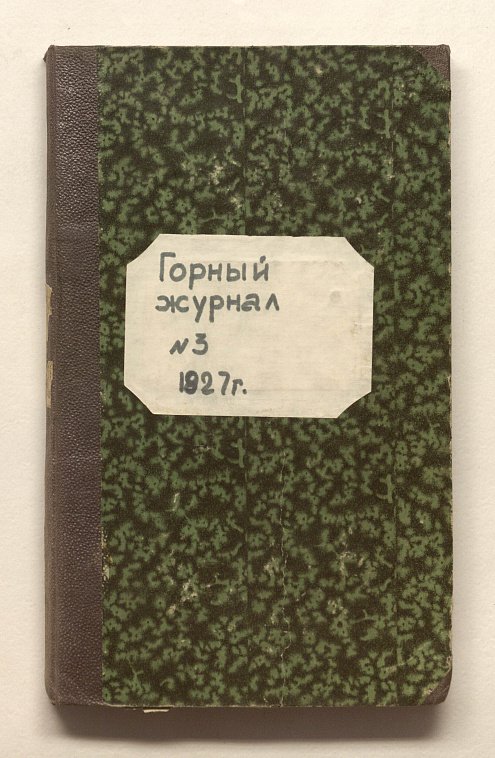 Горный
журнал
№3
1827г.